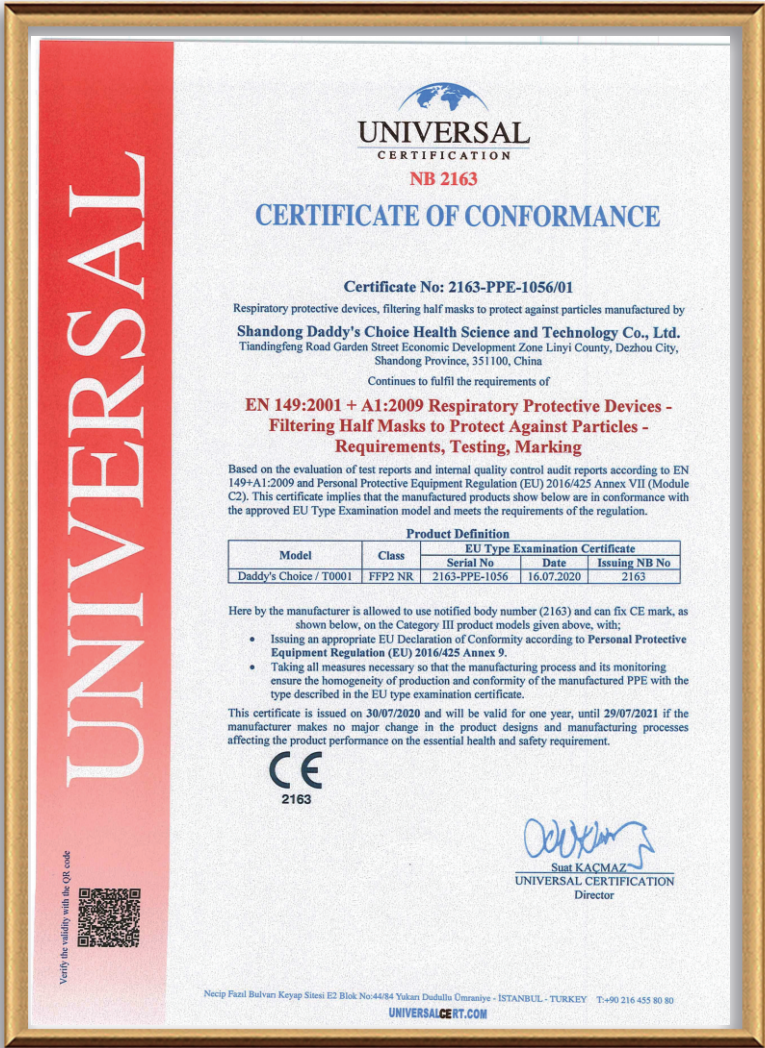 UNIVERSAL
UNIVERSAL
CERTIFICATION
NB 2163
CERTIFICATE OF CONFORMANCE
Certificate No: 2163-PPE-1056/01
Respiratory protective devices, filtering half masks to protect against particles manufactured by
Shandong Daddy's Choice Health Science and Technology Co., Ltd.
Tiandingfeng Road Garden Street Economic Development Zone Linyi County, Dezhou City,
Shandong Province, 351100, China
Continues to fulfil the requirements of
EN 149:2001 + A1:2009 Respiratory Protective Devices -
Filtering Half Masks to Protect Against Particles -
Requirements, Testing, Marking
Based on the evaluation of test reports and internal quality control audit reports according to EN
149+A1:2009 and Personal Protective Equipment Regulation (EU) 2016/425 Annex VII (Module
C2). This certificate implies that the manufactured products show below are in conformance with
the approved EU Type Examination model and meets the requirements of the regulation.
Product Definition
Model Class EU Type Examination Certificate
Serial No Date Issuing NB No
Daddy's Choice / T0001 FFP2 NR 2163-PPE-1056 16.07.2020 2163
Here by the manufacturer is allowed to use notified body number (2163) and can fix CE mark, as
shown below, on the Category III product models given above, with;
• Issuing an appropriate EU Declaration of Conformity according to Personal Protective
Equipment Regulation (EU) 2016/425 Annex 9.
• Taking all measures necessary so that the manufacturing process and its monitoring
ensure the homogeneity of production and conformity of the manufactured PPE with the
type described in the EU type examination certificate.
This certificate is issued on 30/07/2020 and will be valid for one year, until 29/07/2021 if the
manufacturer makes no major change in the product designs and manufacturing processes
affecting the product performance on the essential health and safety requirement.
CE
2163
Suat KAÇMAZ
UNIVERSAL CERTIFICATION
Director
Verify the validity with the QR code
Necip Fazıl Bulvarı Keyap Sitesi E2 Blok No:44/84 Yukarı Dudullu Ümraniye - İSTANBUL - TURKEY T:+90 216 455 80 80
UNIVERSALCERT.COM